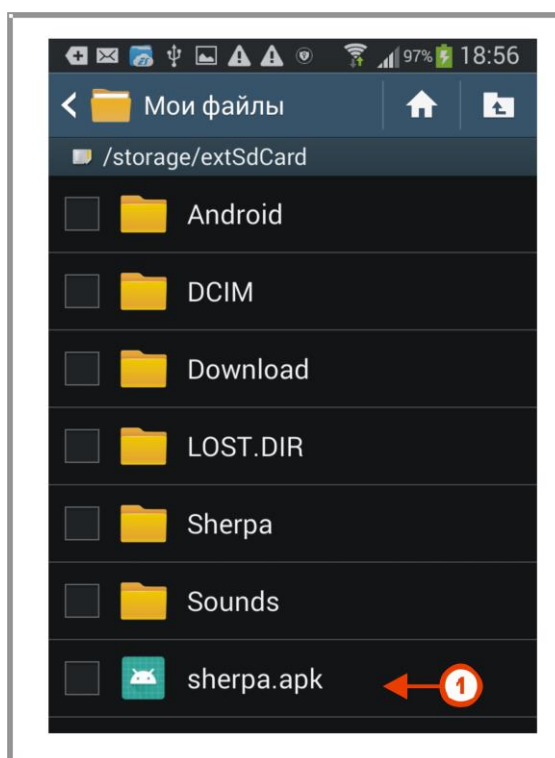 97% 18:56
Мои файлы
/storage/extSdCard
Android
DCIM
Download
LOST.DIR
Sherpa
Sounds
sherpa.apk 1